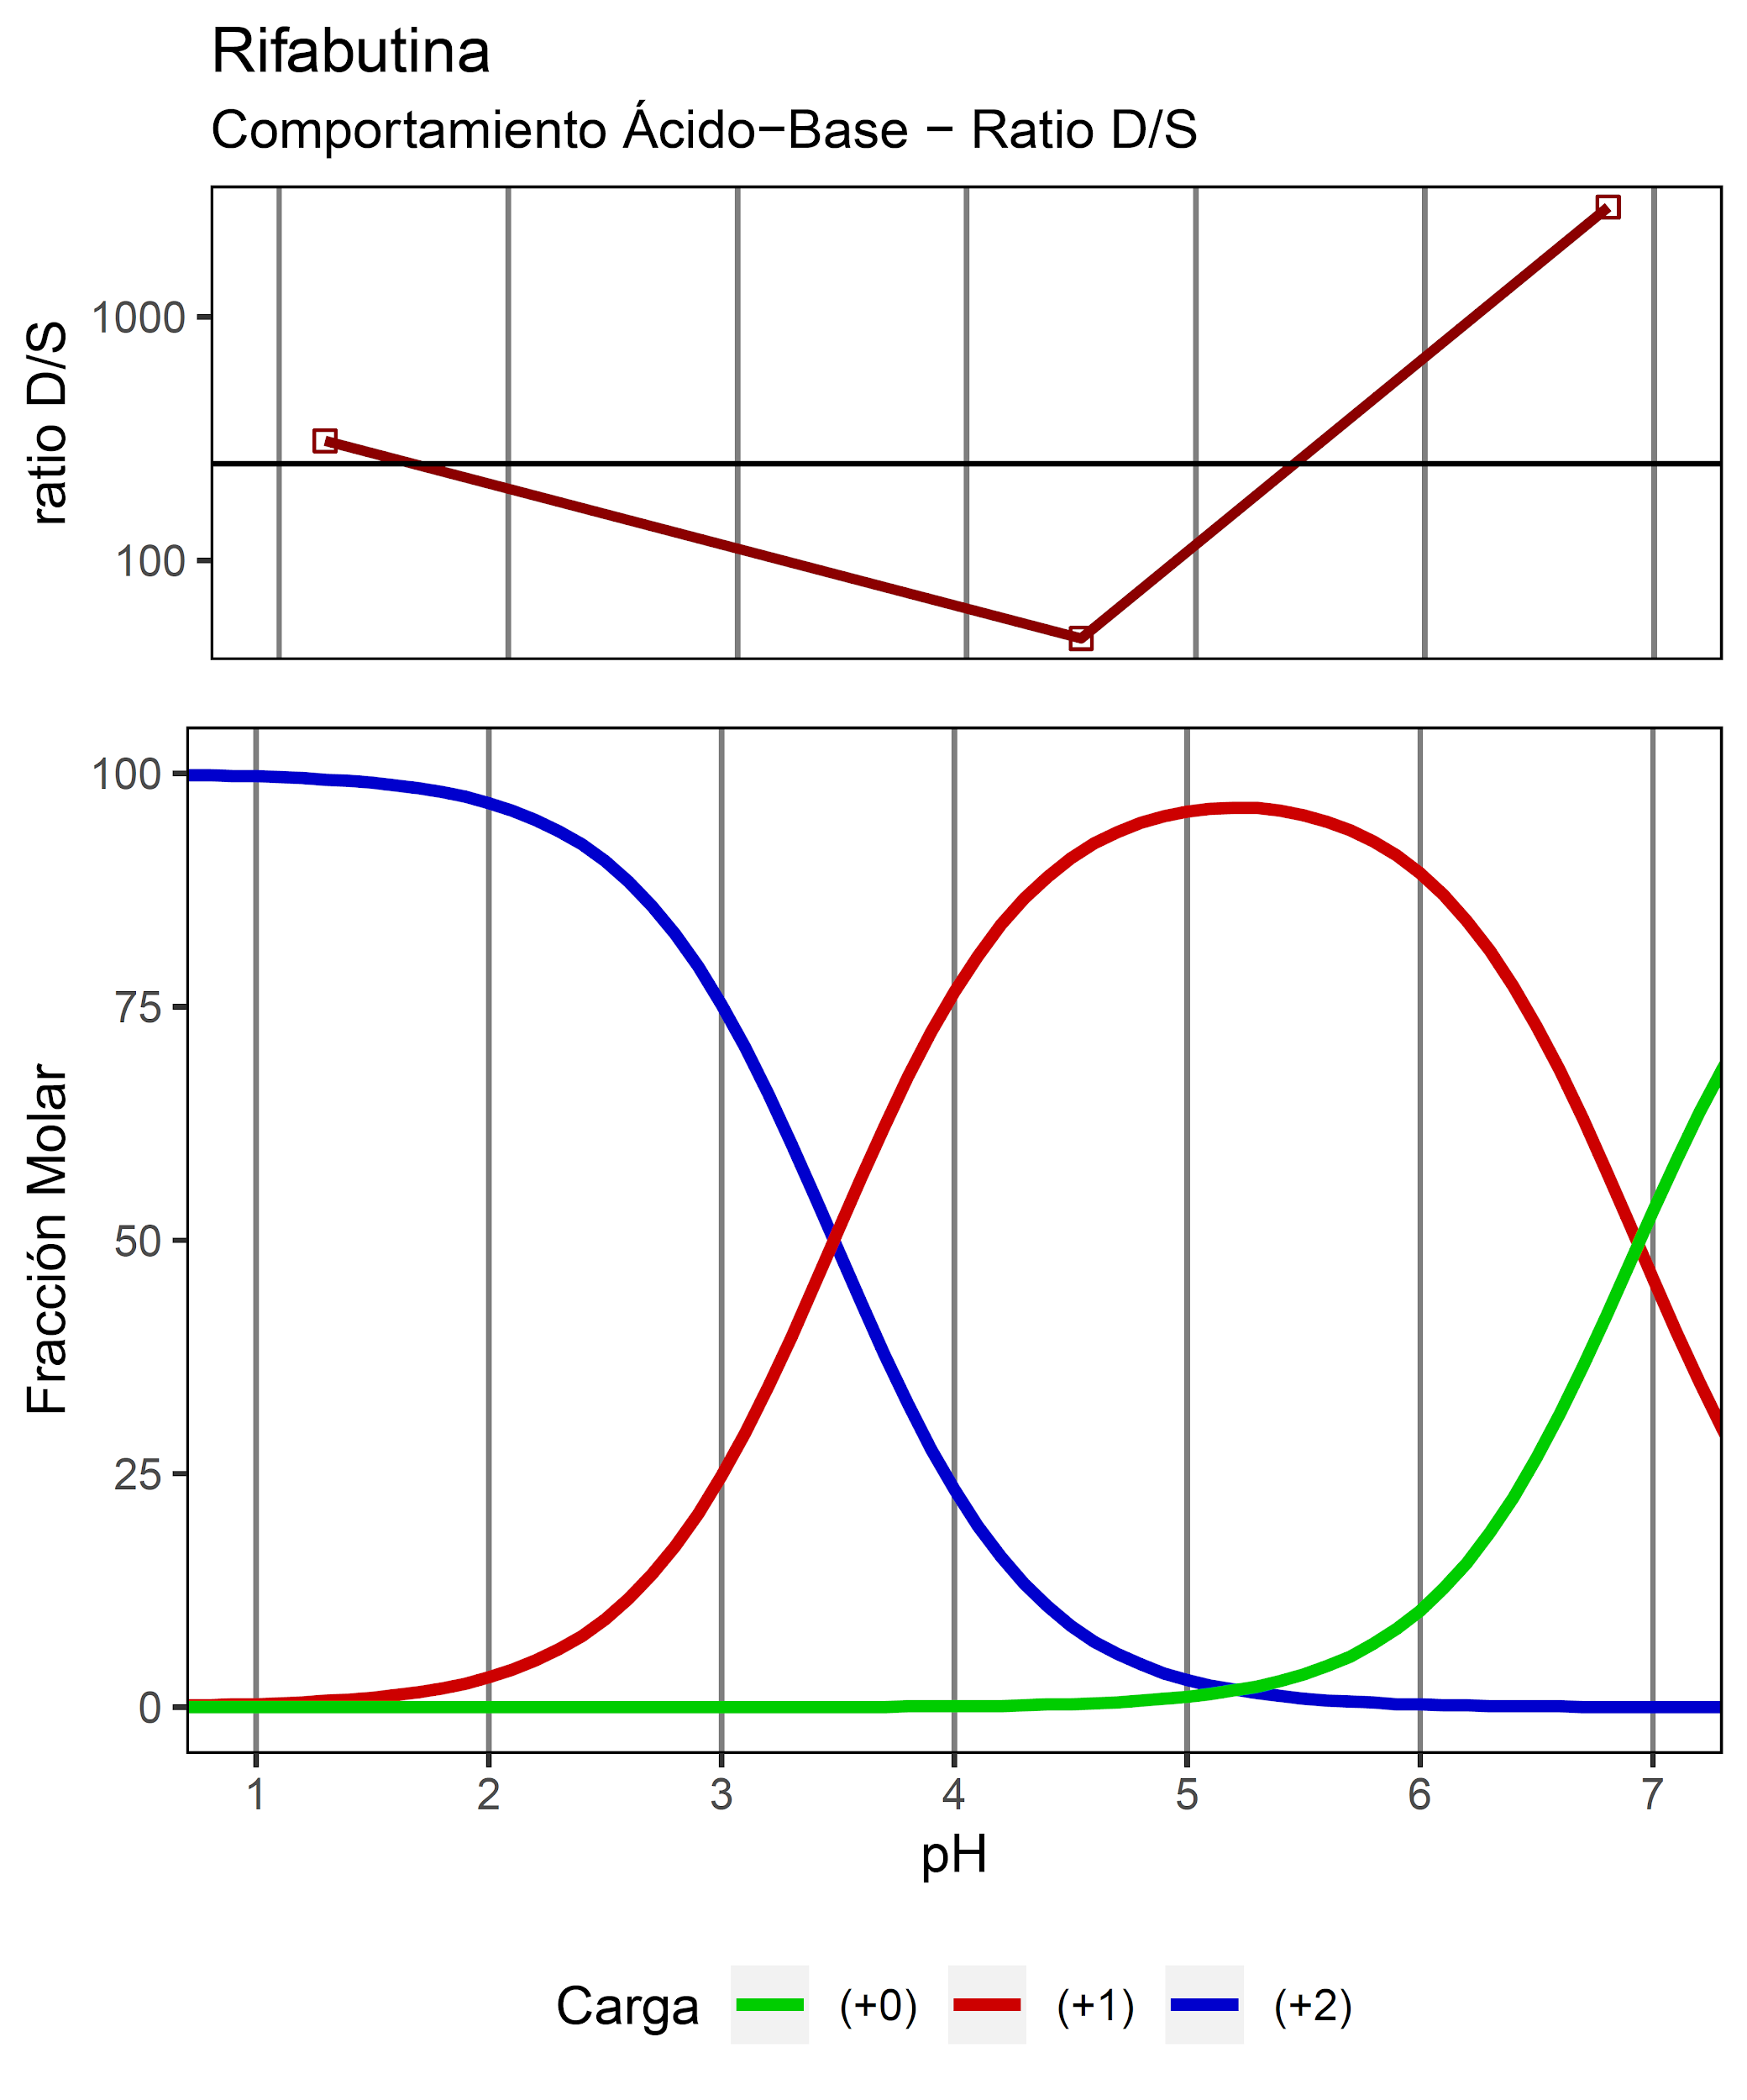 Rifabutina
Comportamiento Ácido−Base − Ratio D/S
ratio D/S
1000
100
Fracción Molar
100
75
50
25
0
1 2 3 4 5 6 7
pH
Carga (+0) (+1) (+2)